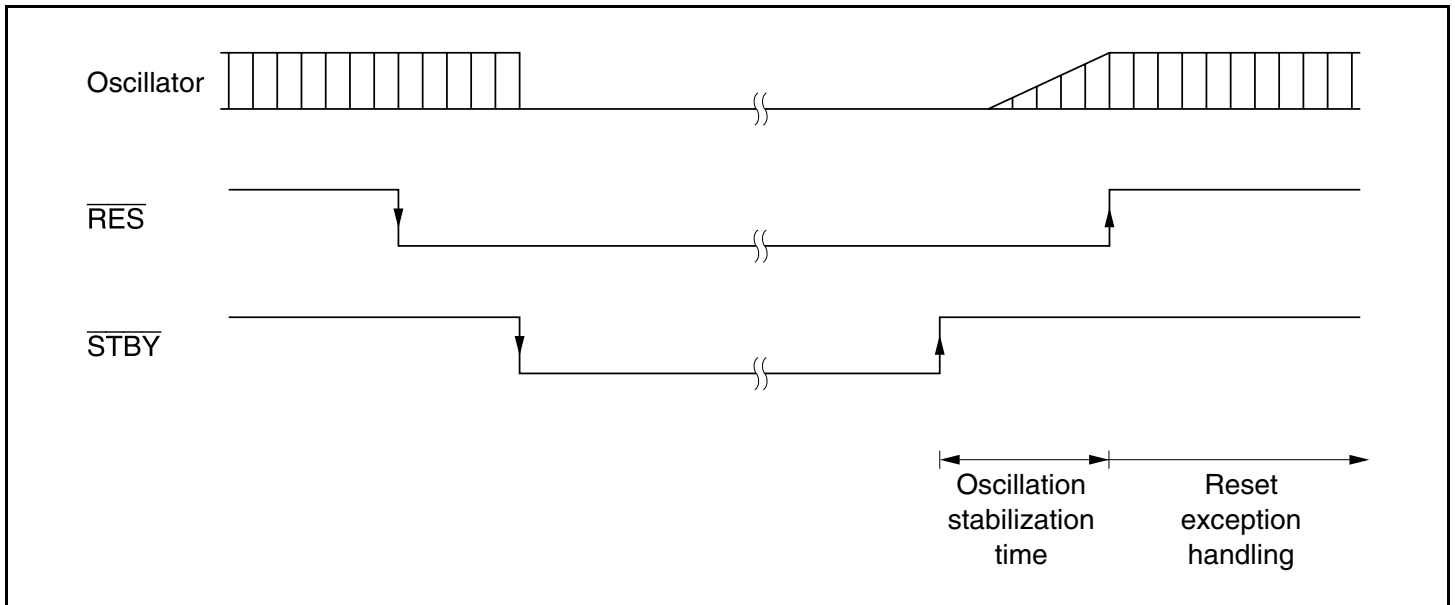 Oscillator
RES
STBY
Oscillation
stabilization
time
Reset
exception
handling